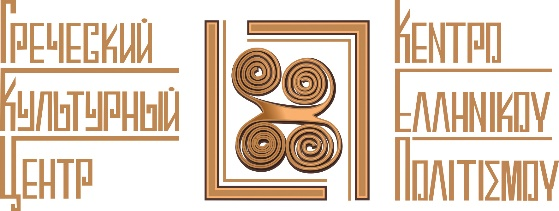 Греческий
Культурный
Центр
Κεντρο
Ελληνικου
Πολιτισμου